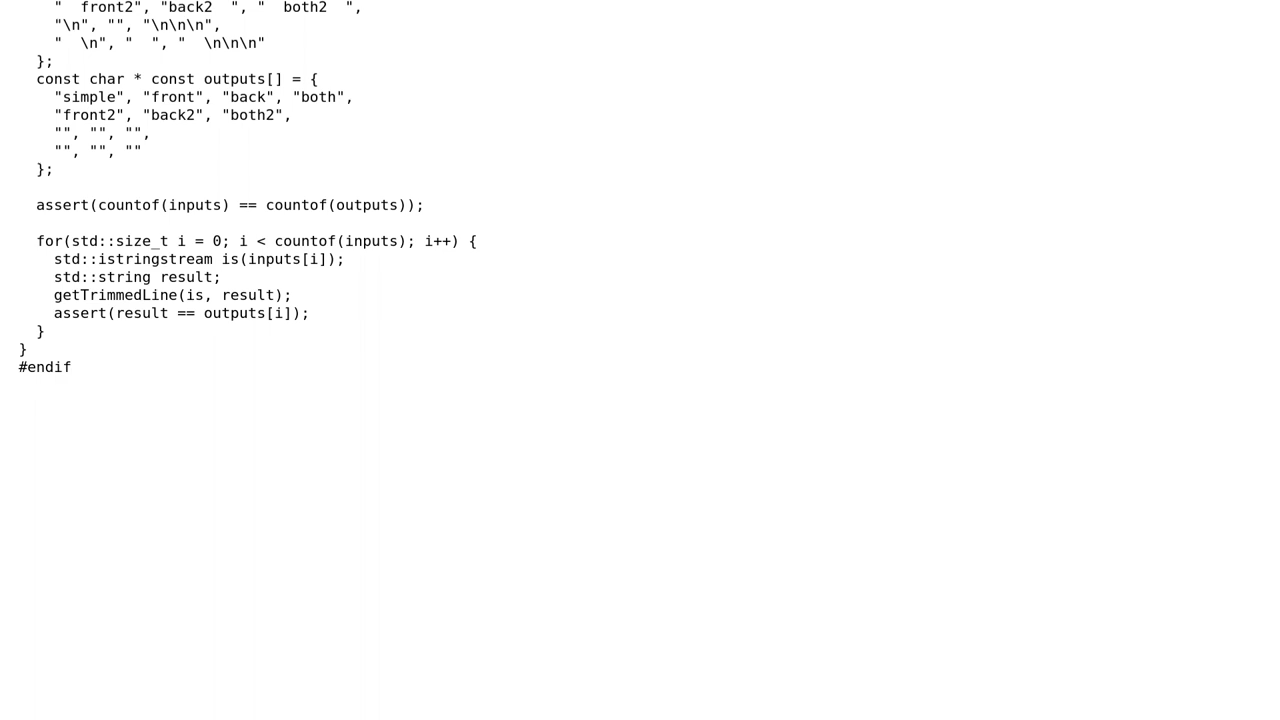 "  front2", "back2  ", "  both2  ",
    "\n", "", "\n\n\n",
    "  \n", "  ", "  \n\n\n"
  };
  const char * const outputs[] = {
    "simple", "front", "back", "both",
    "front2", "back2", "both2",
    "", "", "",
    "", "", ""
  };

  assert(countof(inputs) == countof(outputs));

  for(std::size_t i = 0; i < countof(inputs); i++) {
    std::istringstream is(inputs[i]);
    std::string result;
    getTrimmedLine(is, result);
    assert(result == outputs[i]);
  }
}
#endif